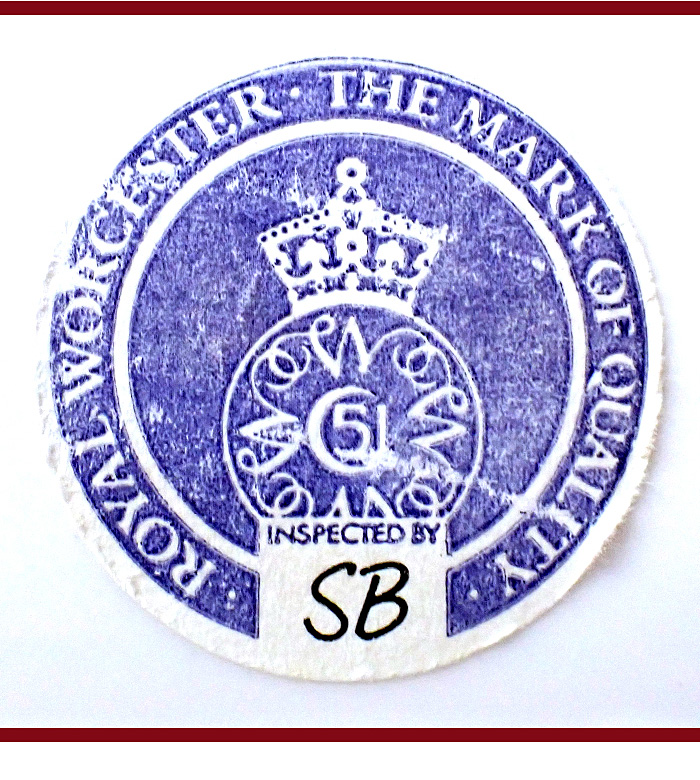 ROYAL WORCESTER · THE MARK OF QUALITY
51
INSPECTED BY
SB